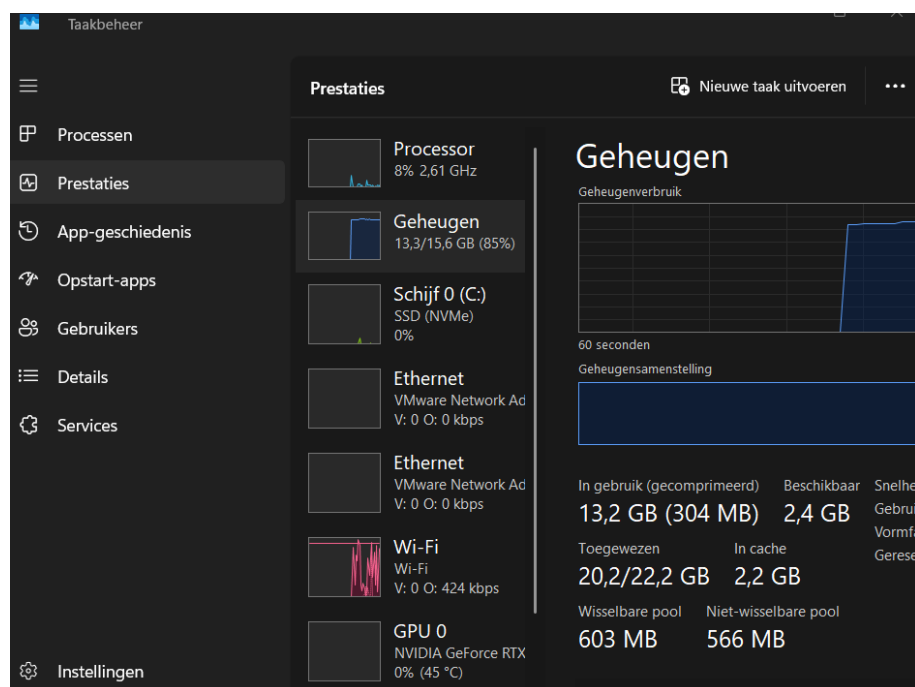 Taakbeheer
Processen
Prestaties
App-geschiedenis
Opstart-apps
Gebruikers
Details
Services
Instellingen
Prestaties
Nieuwe taak uitvoeren
Processor
8% 2,61 GHz
Geheugen
13,3/15,6 GB (85%)
Schijf 0 (C:)
SSD (NVMe)
0%
Ethernet
VMware Network Ad
V: 0 O: 0 kbps
Ethernet
VMware Network Ad
V: 0 O: 0 kbps
Wi-Fi
Wi-Fi
V: 0 O: 424 kbps
GPU 0
NVIDIA GeForce RTX
0% (45 °C)
Geheugen
Geheugenverbruik
60 seconden
Geheugensamenstelling
In gebruik (gecomprimeerd) Beschikbaar
13,2 GB (304 MB) 2,4 GB
Toegewezen In cache
20,2/22,2 GB 2,2 GB
Wisselbare pool Niet-wisselbare pool
603 MB 566 MB
Snelhe
Gebrui
Vormfa
Gerese